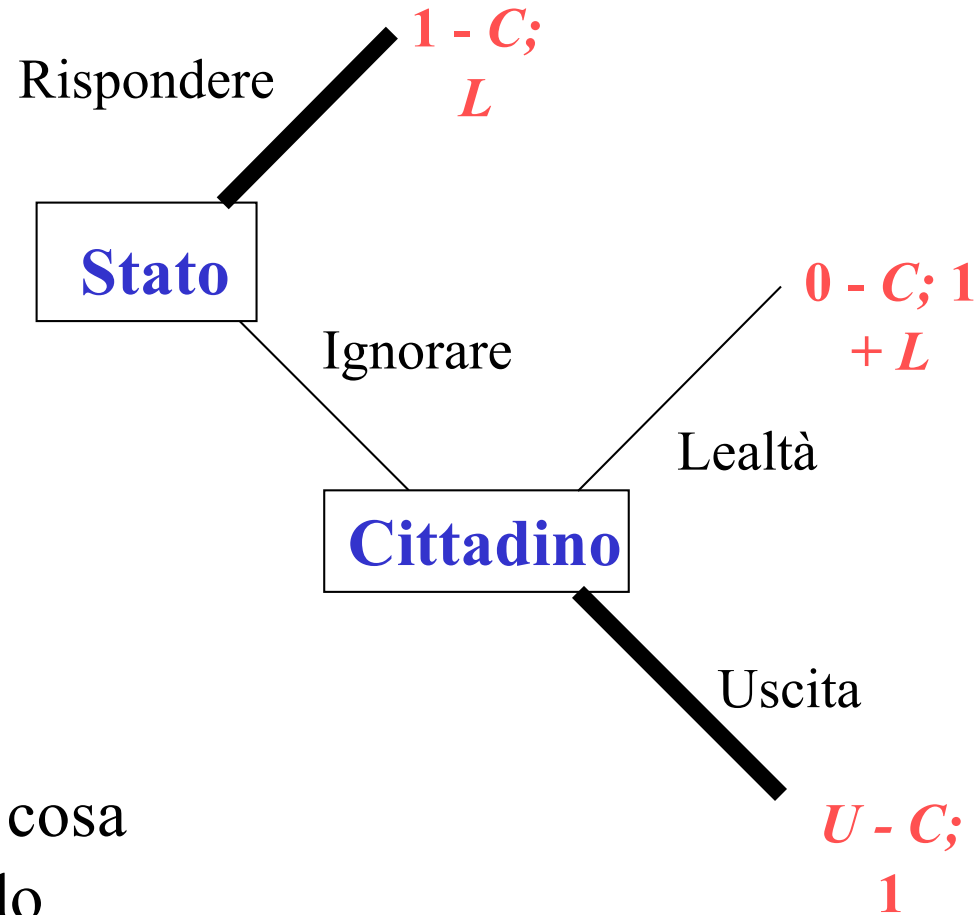 1 - C;
L
Rispondere
Stato
Ignorare
0 - C; 1
+ L
Lealtà
Cittadino
Uscita
U - C;
1
cosa